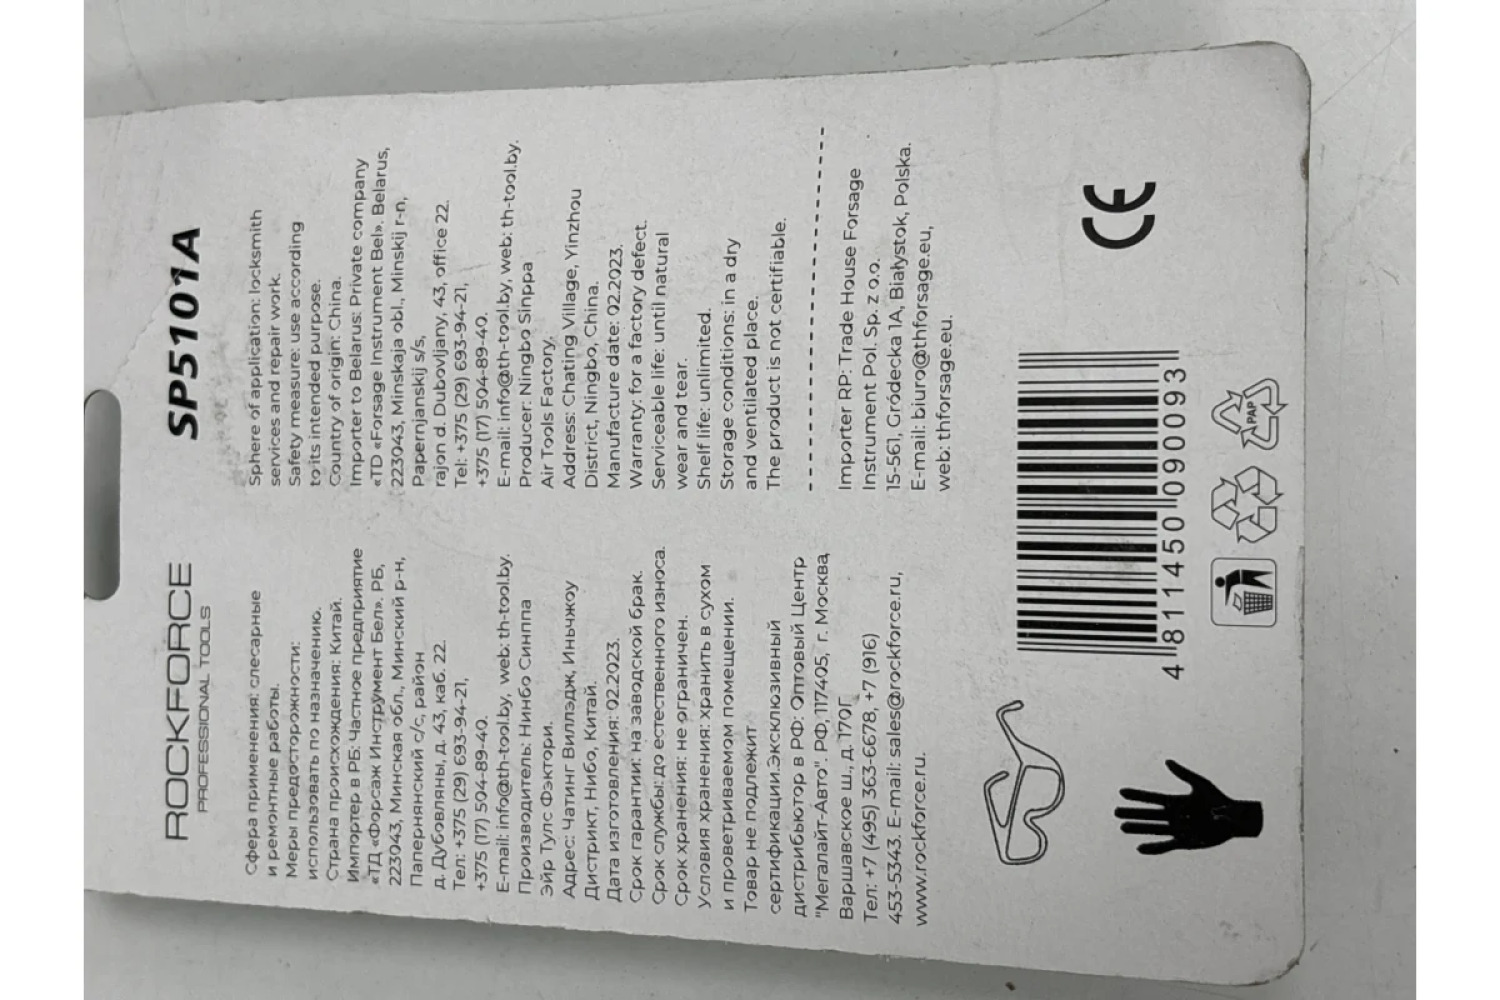 ROCKFORCE
PROFESSIONAL TOOLS
SP5101A
Сфера применения: слесарные
и ремонтные работы.
Меры предосторожности:
использовать по назначению.
Страна происхождения: Китай.
Импортер в РБ: Частное предприятие
«ТД «Форсаж Инструмент Бел». РБ,
223043, Минская обл., Минский р-н,
Папернянский с/с, район
д. Дубовляны, д. 43, каб. 22.
Тел: +375 (29) 693-94-21,
+375 (17) 504-89-40.
E-mail: info@th-tool.by, web: th-tool.by.
Производитель: Нинбо Синппа
Эйр Тулс Фэктори.
Адрес: Чатинг Виллэдж, Иньчжоу
Дистрикт, Нибо, Китай.
Дата изготовления: 02.2023.
Срок гарантии: на заводской брак.
Срок службы: до естественного износа.
Срок хранения: не ограничен.
Условия хранения: хранить в сухом
и проветриваемом помещении.
Товар не подлежит
сертификации.Эксклюзивный
дистрибьютор в РФ: Оптовый Центр
"Мегалайт-Авто". РФ, 117405, г. Москва,
Варшавское ш., д. 170Г
Тел: +7 (495) 363-6678, +7 (916)
453-5343. E-mail: sales@rockforce.ru,
www.rockforce.ru.
Sphere of application: locksmith
services and repair work.
Safety measure: use according
to its intended purpose.
Country of origin: China.
Importer to Belarus: Private company
«TD «Forsage Instrument Bel». Belarus,
223043, Minskaja obl., Minskij r-n,
Papernjanskij s/s,
rajon d. Dubovljany, 43, office 22.
Tel: +375 (29) 693-94-21,
+375 (17) 504-89-40.
E-mail: info@th-tool.by, web: th-tool.by.
Producer: Ningbo Sinppa
Air Tools Factory.
Address: Chating Village, Yinzhou
District, Ningbo, China.
Manufacture date: 02.2023.
Warranty: for a factory defect.
Serviceable life: until natural
wear and tear.
Shelf life: unlimited.
Storage conditions: in a dry
and ventilated place.
The product is not certifiable.
Importer RP: Trade House Forsage
Instrument Pol. Sp. z o.o.
15-561, Gródecka 1A, Białystok, Polska.
E-mail: biuro@thforsage.eu,
web: thforsage.eu.
4 811450 090093
PAP
CE